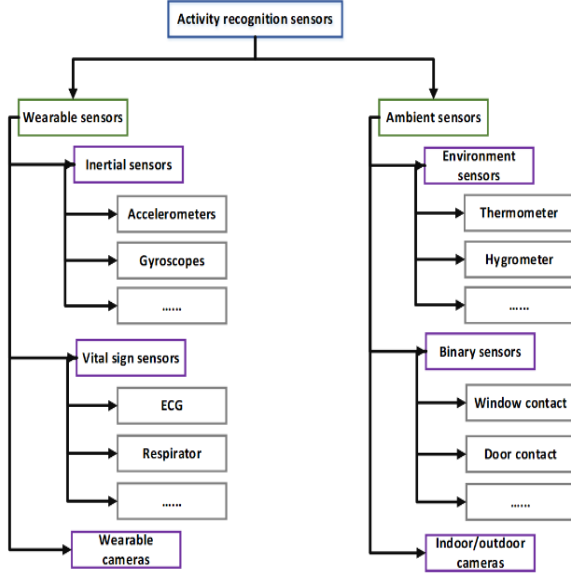 Activity recognition sensors
Wearable sensors
Inertial sensors
Accelerometers
Gyroscopes
......
Vital sign sensors
ECG
Respirator
......
Wearable
cameras
Ambient sensors
Environment
sensors
Thermometer
Hygrometer
......
Binary sensors
Window contact
Door contact
......
Indoor/outdoor
cameras